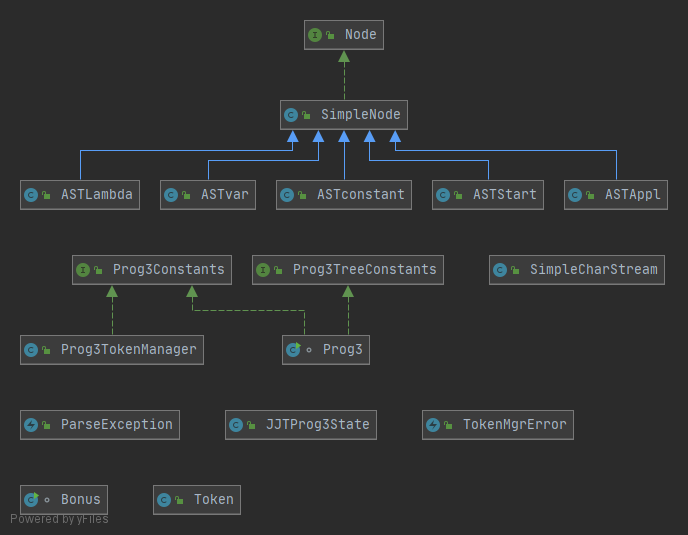 Node
SimpleNode
ASTLambda
ASTvar
ASTconstant
ASTStart
ASTAppl
Prog3Constants
Prog3TreeConstants
SimpleCharStream
Prog3TokenManager
Prog3
ParseException
JJTProg3State
TokenMgrError
Bonus
Token
Powered by yFiles